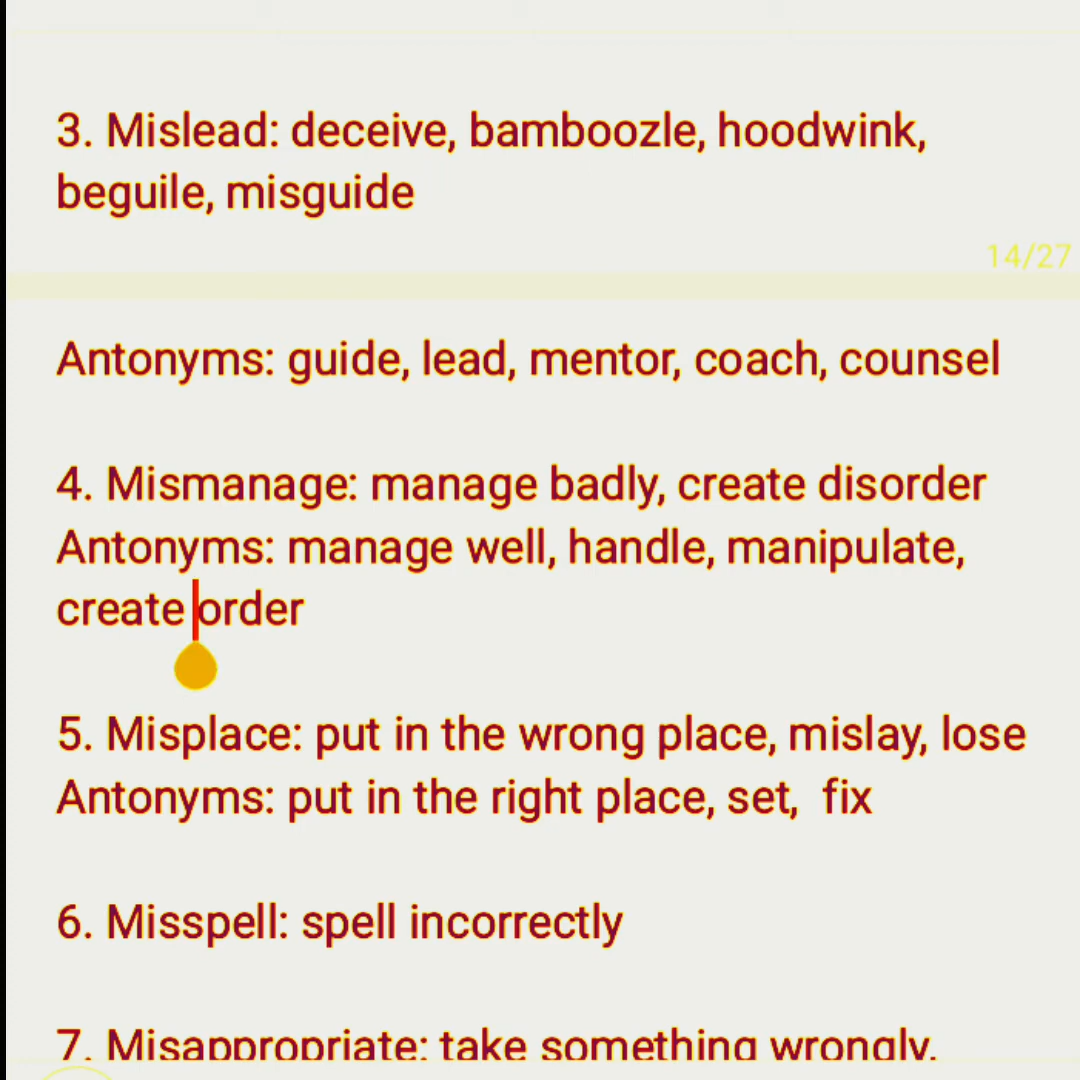 3. Mislead: deceive, bamboozle, hoodwink,
beguile, misguide
14/27
Antonyms: guide, lead, mentor, coach, counsel
4. Mismanage: manage badly, create disorder
Antonyms: manage well, handle, manipulate,
create order
5. Misplace: put in the wrong place, mislay, lose
Antonyms: put in the right place, set, fix
6. Misspell: spell incorrectly
7. Misappropriate: take something wrongly,